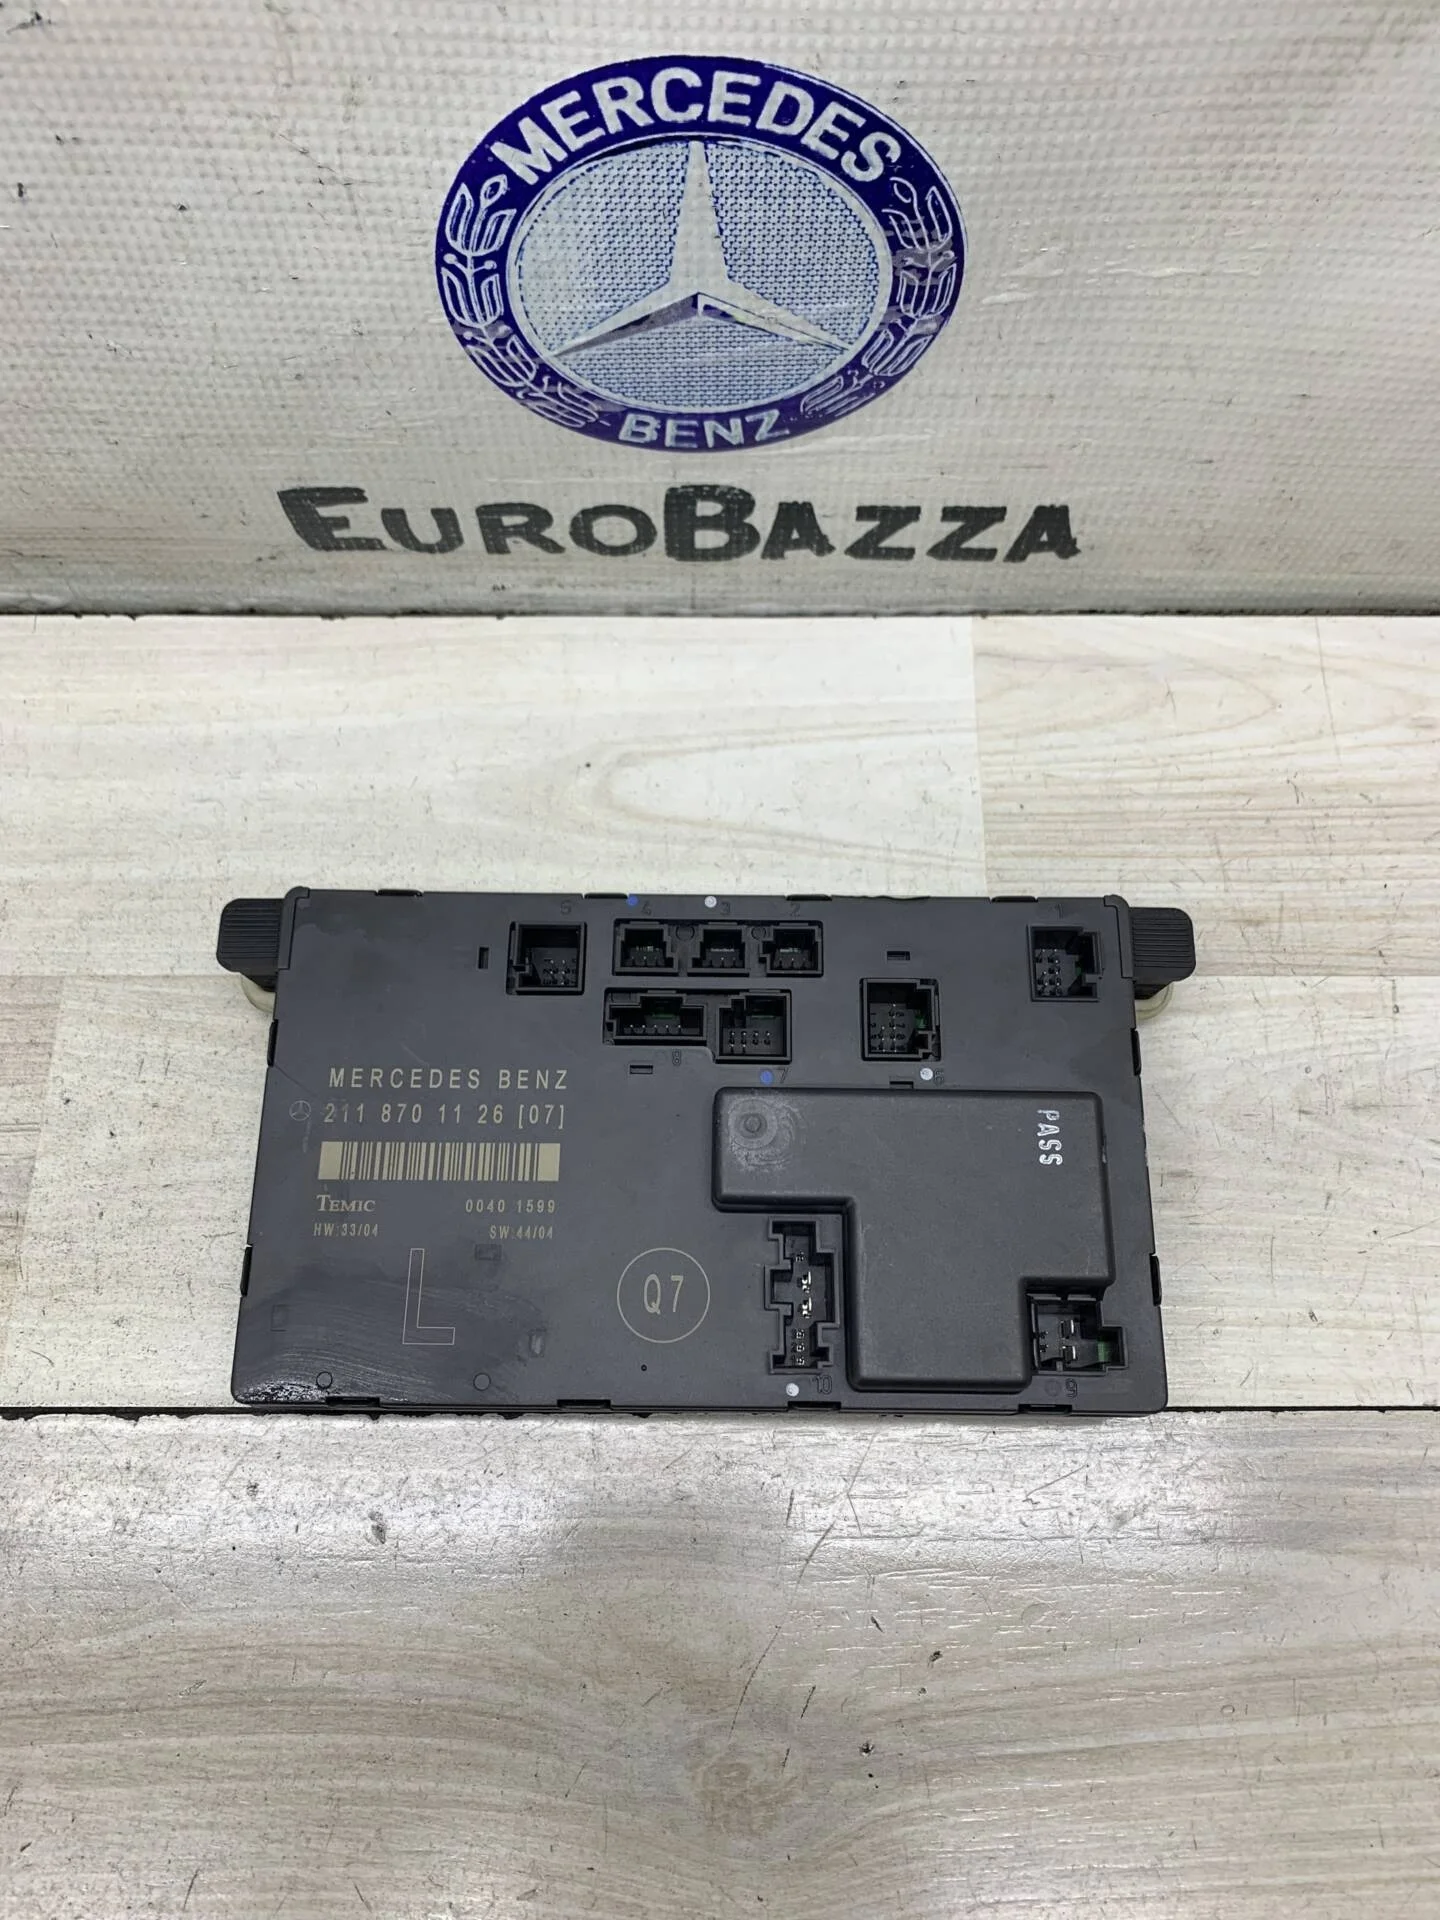 MERCEDES
BENZ
EUROBAZZA
5 4 3 2 1
8 7 6
MERCEDES BENZ
211 870 11 26 [07]
PASS
TEMIC 0040 1599
HW:33/04 SW:44/04
L
Q7
10 9